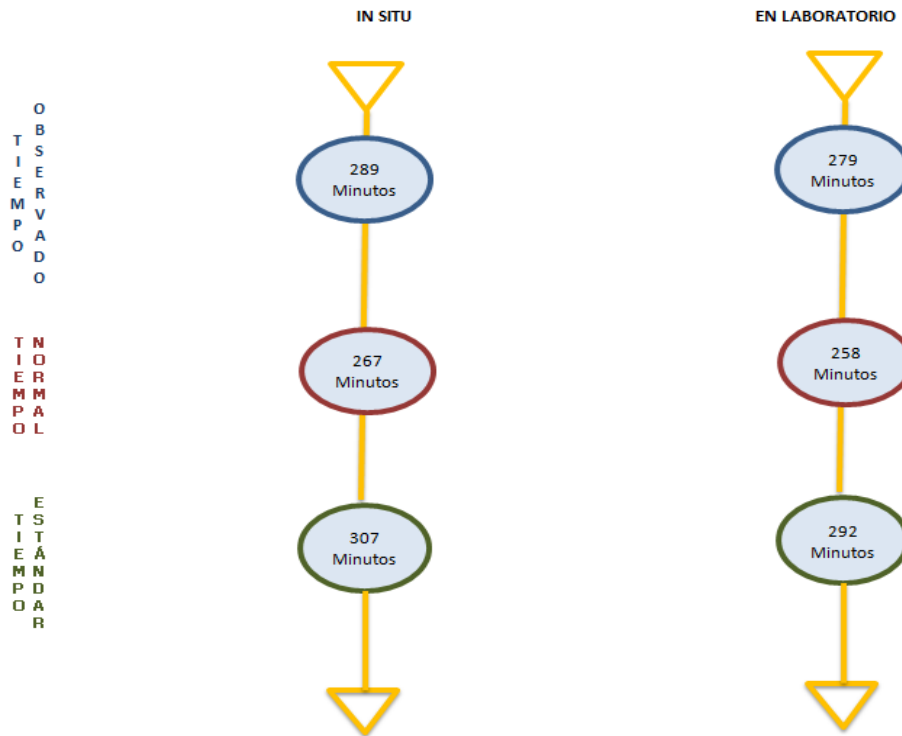 IN SITU
EN LABORATORIO
TIEMPO
OBSERVADO
289
Minutos
279
Minutos
TIEMPO
NORMAL
267
Minutos
258
Minutos
TIEMPO
ESTÁNDAR
307
Minutos
292
Minutos